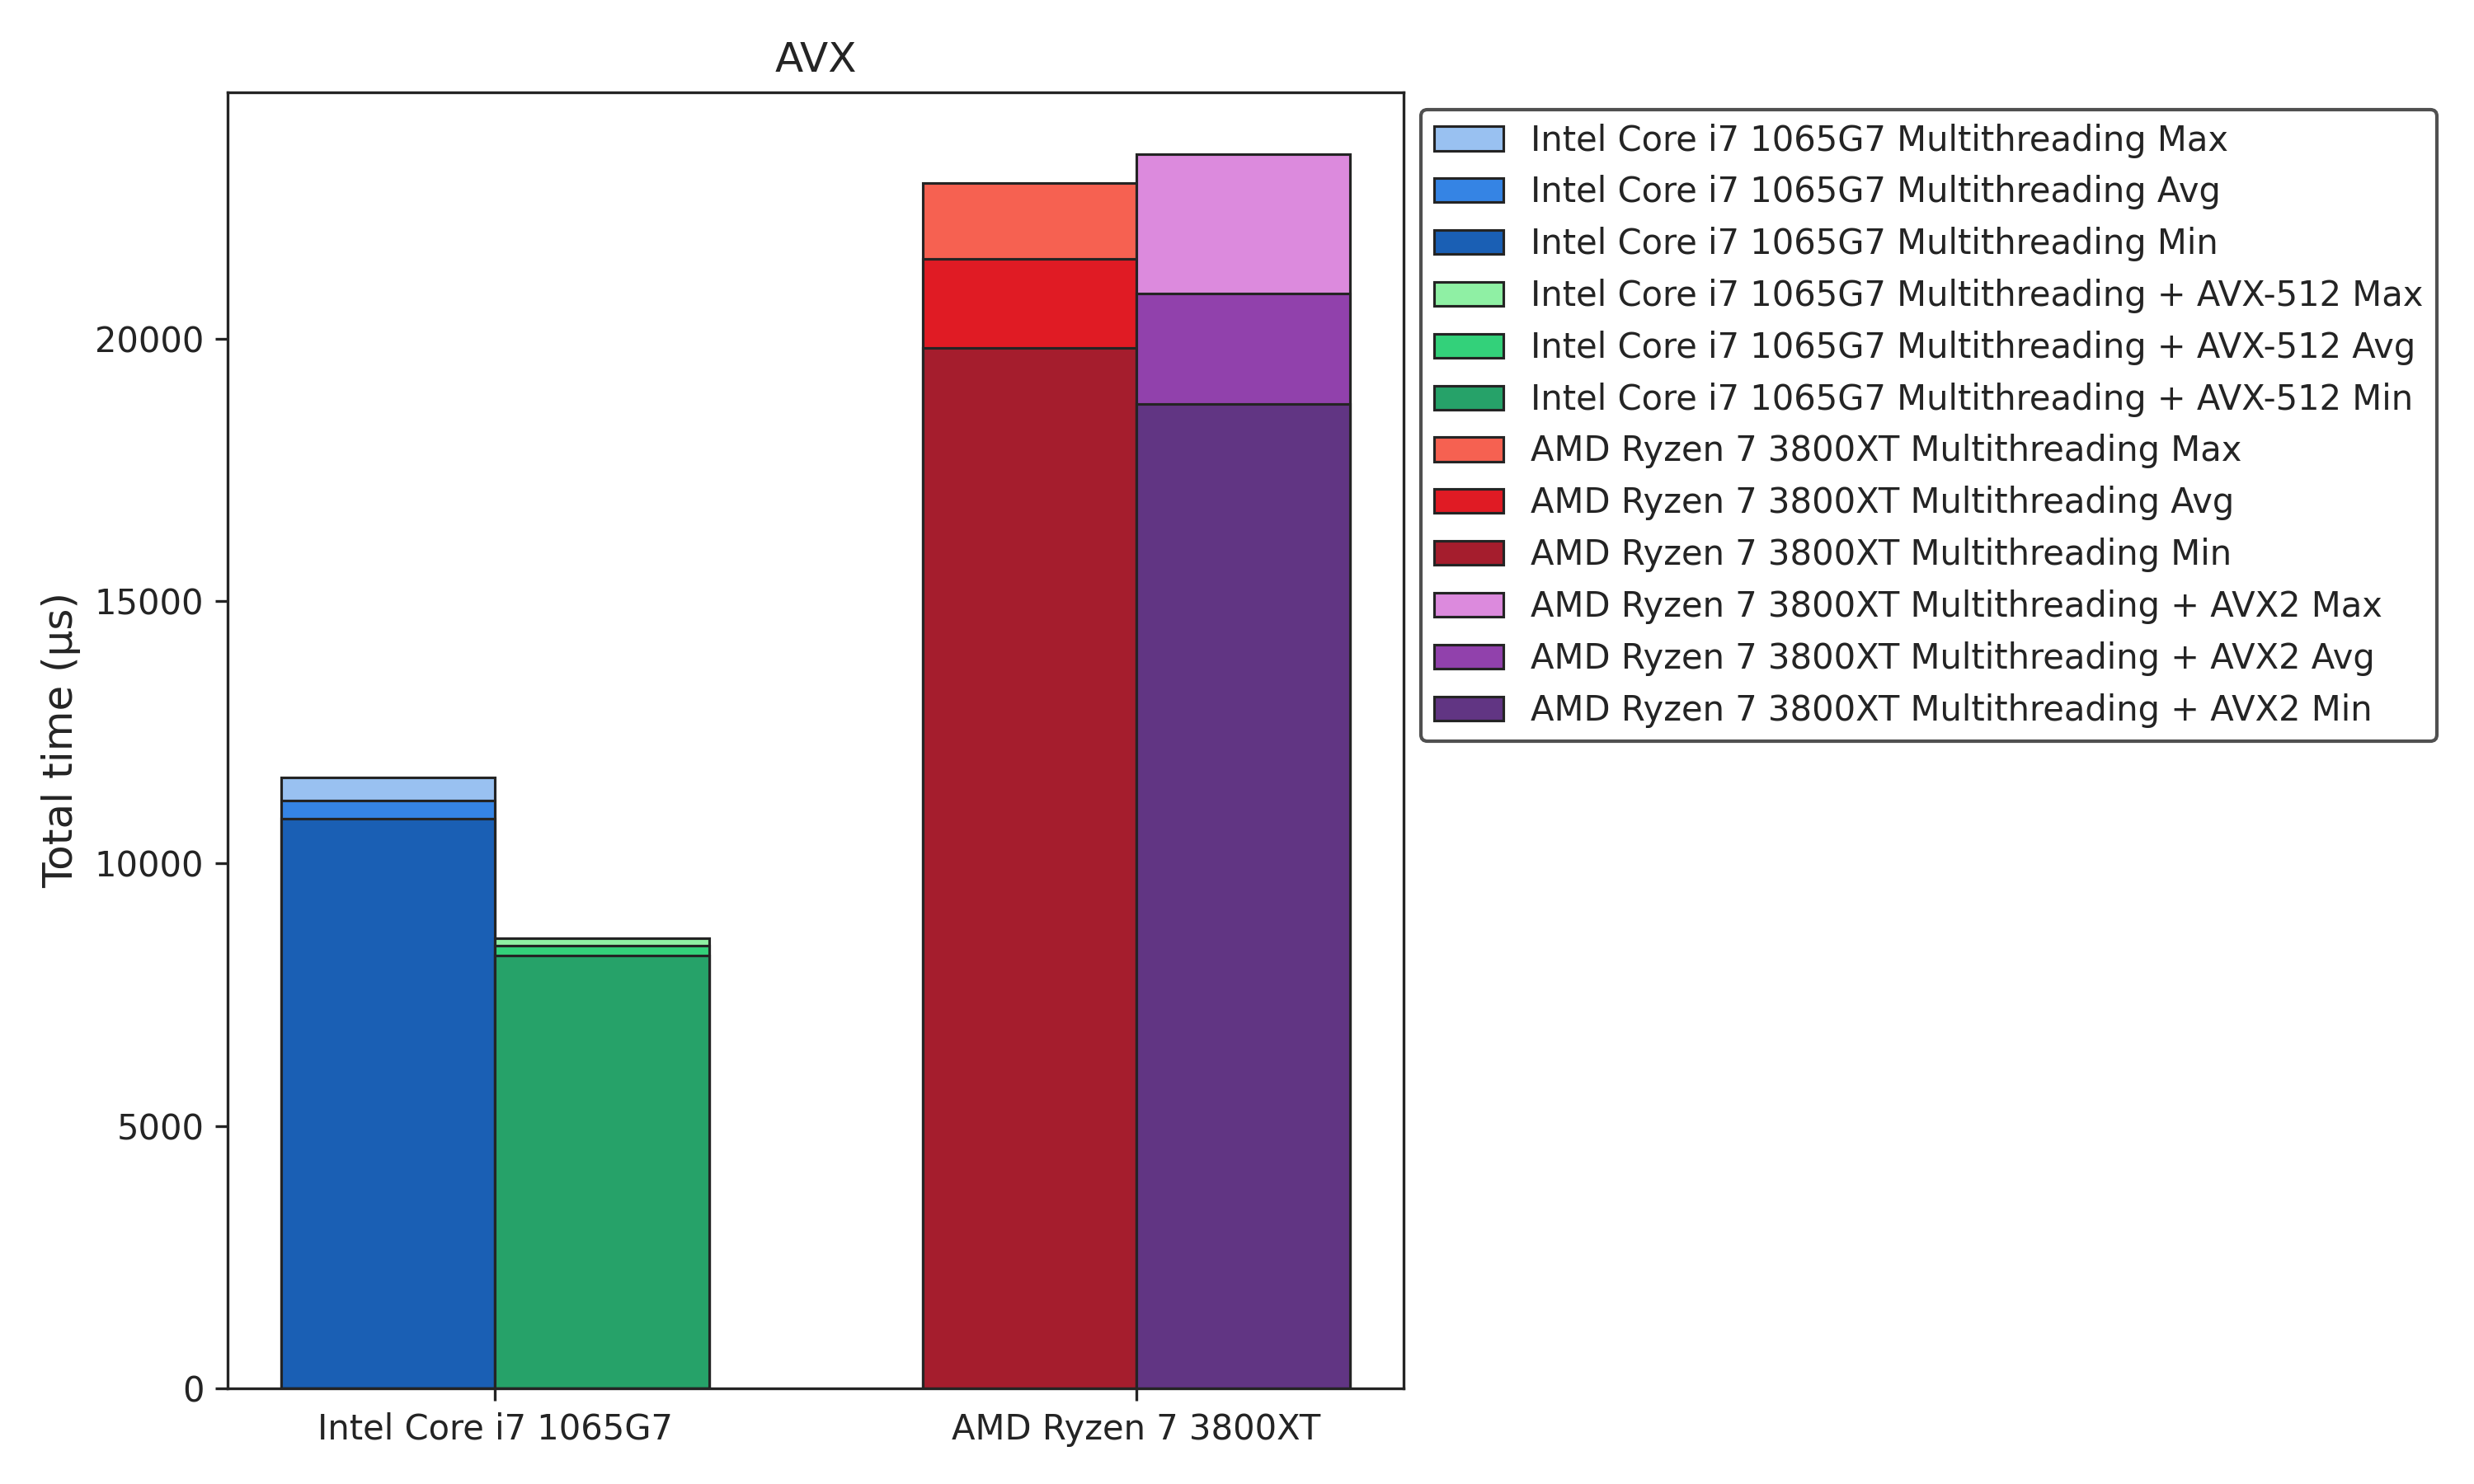 AVX
Total time (µs)
20000
15000
10000
5000
0
Intel Core i7 1065G7
AMD Ryzen 7 3800XT
Intel Core i7 1065G7 Multithreading Max
Intel Core i7 1065G7 Multithreading Avg
Intel Core i7 1065G7 Multithreading Min
Intel Core i7 1065G7 Multithreading + AVX-512 Max
Intel Core i7 1065G7 Multithreading + AVX-512 Avg
Intel Core i7 1065G7 Multithreading + AVX-512 Min
AMD Ryzen 7 3800XT Multithreading Max
AMD Ryzen 7 3800XT Multithreading Avg
AMD Ryzen 7 3800XT Multithreading Min
AMD Ryzen 7 3800XT Multithreading + AVX2 Max
AMD Ryzen 7 3800XT Multithreading + AVX2 Avg
AMD Ryzen 7 3800XT Multithreading + AVX2 Min